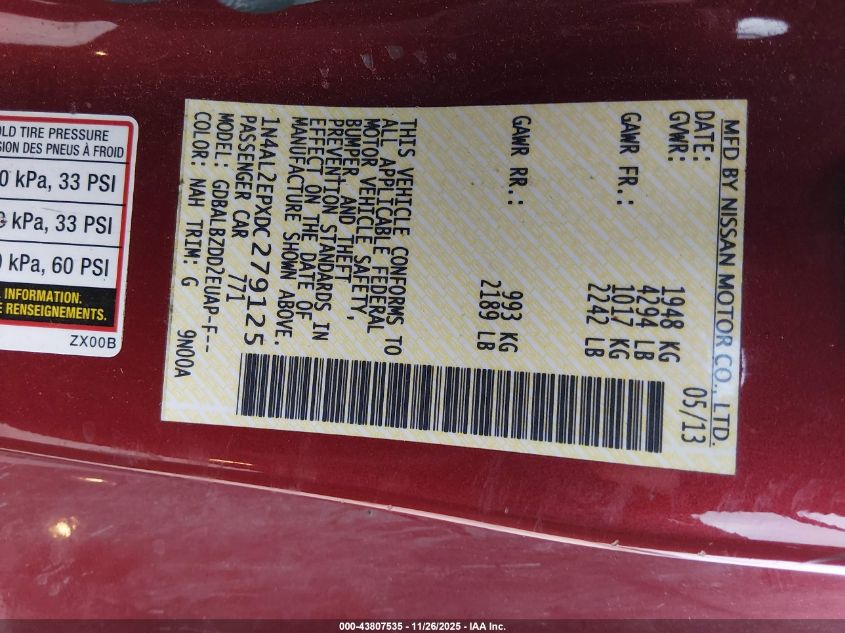 OLD TIRE PRESSURE
SION DES PNEUS À FROID
0 kPa, 33 PSI
0 kPa, 33 PSI
0 kPa, 60 PSI
INFORMATION.
RENSEIGNEMENTS.
ZX00B
MFD BY NISSAN MOTOR CO., LTD.
DATE: 05/13
GVWR: 1948 KG
4294 LB
GAWR FR.: 1017 KG
2242 LB
GAWR RR.: 993 KG
2189 LB
THIS VEHICLE CONFORMS TO
ALL APPLICABLE FEDERAL
MOTOR VEHICLE SAFETY,
BUMPER, AND THEFT
PREVENTION STANDARDS IN
EFFECT ON THE DATE OF
MANUFACTURE SHOWN ABOVE.
1N4AL2EPXDC279125
PASSENGER CAR 771
MODEL: GDBALBZDD2EUAP-F--
COLOR: NAH TRIM: G 9N00A
000-43807535 - 11/26/2025 - IAA Inc.